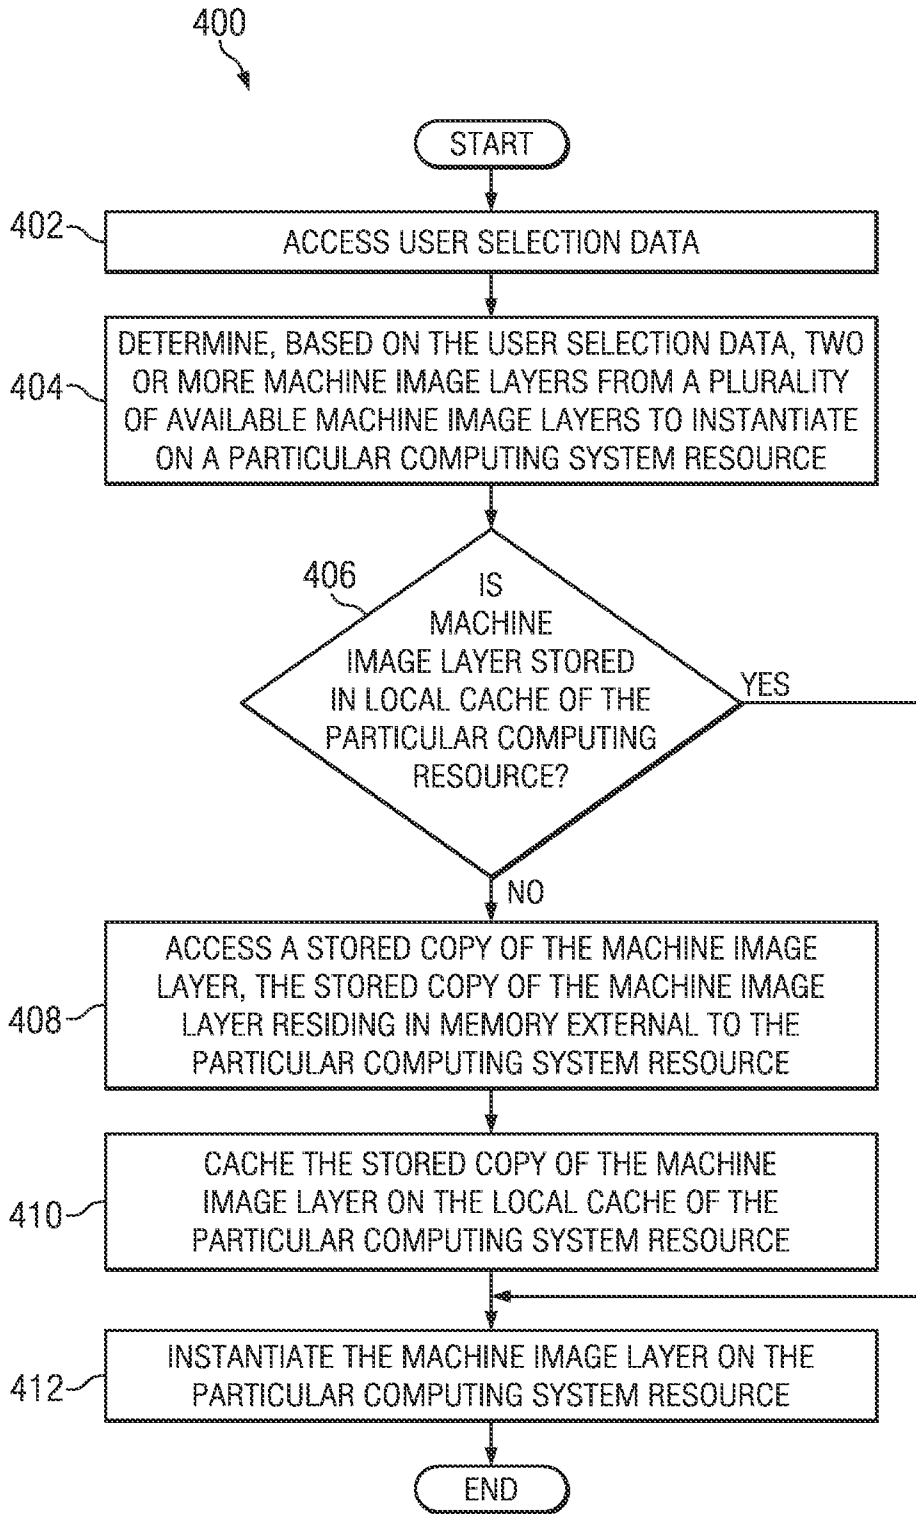 400
START
402
ACCESS USER SELECTION DATA
404
DETERMINE, BASED ON THE USER SELECTION DATA, TWO
OR MORE MACHINE IMAGE LAYERS FROM A PLURALITY
OF AVAILABLE MACHINE IMAGE LAYERS TO INSTANTIATE
ON A PARTICULAR COMPUTING SYSTEM RESOURCE
406
IS
MACHINE
IMAGE LAYER STORED
IN LOCAL CACHE OF THE
PARTICULAR COMPUTING
RESOURCE?
YES
NO
408
ACCESS A STORED COPY OF THE MACHINE IMAGE
LAYER, THE STORED COPY OF THE MACHINE IMAGE
LAYER RESIDING IN MEMORY EXTERNAL TO THE
PARTICULAR COMPUTING SYSTEM RESOURCE
410
CACHE THE STORED COPY OF THE MACHINE
IMAGE LAYER ON THE LOCAL CACHE OF THE
PARTICULAR COMPUTING SYSTEM RESOURCE
412
INSTANTIATE THE MACHINE IMAGE LAYER ON THE
PARTICULAR COMPUTING SYSTEM RESOURCE
END